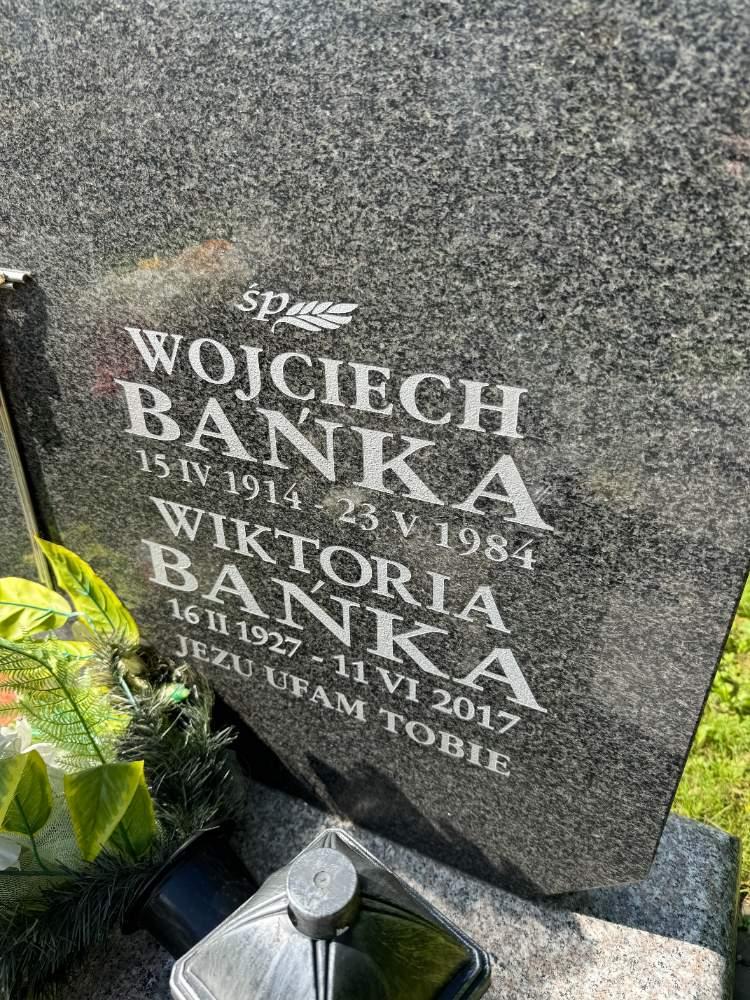 śp
WOJCIECH
BAŃKA
15 IV 1914 - 23 V 1984
WIKTORIA
BAŃKA
16 II 1927 - 11 VI 2017
JEZU UFAM TOBIE